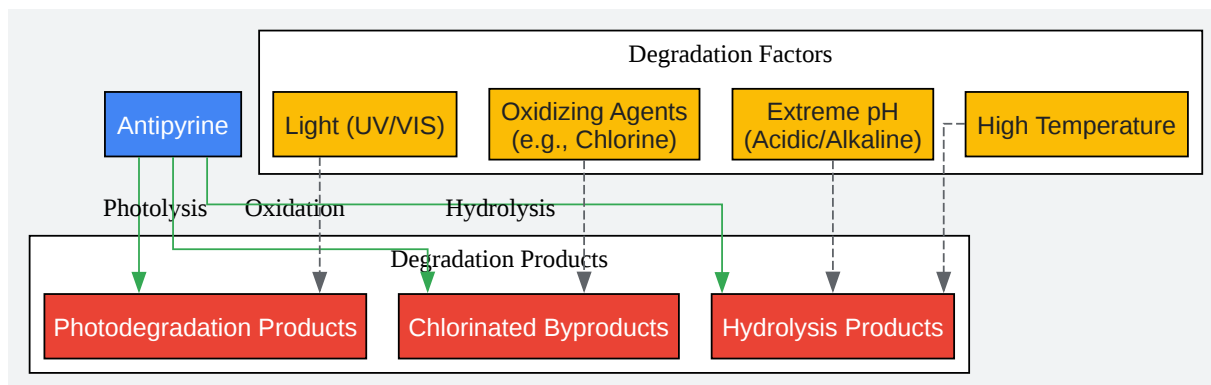 Degradation Factors
Antipyrine
Light (UV/VIS)
Oxidizing Agents
(e.g., Chlorine)
Extreme pH
(Acidic/Alkaline)
High Temperature
Photolysis
Oxidation
Hydrolysis
Degradation Products
Photodegradation Products
Chlorinated Byproducts
Hydrolysis Products